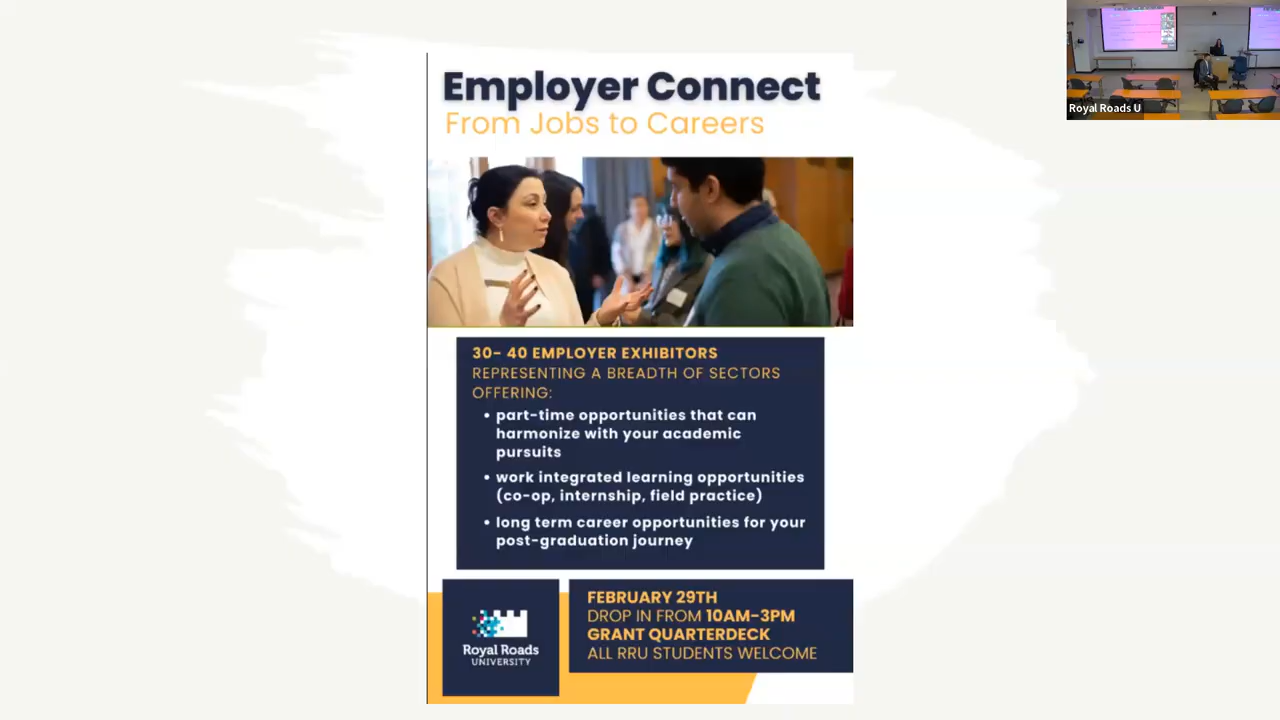 Employer Connect
From Jobs to Careers
30- 40 EMPLOYER EXHIBITORS
REPRESENTING A BREADTH OF SECTORS
OFFERING:
• part-time opportunities that can
harmonize with your academic
pursuits
• work integrated learning opportunities
(co-op, internship, field practice)
• long term career opportunities for your
post-graduation journey
Royal Roads
UNIVERSITY
FEBRUARY 29TH
DROP IN FROM 10AM-3PM
GRANT QUARTERDECK
ALL RRU STUDENTS WELCOME
Royal Roads U